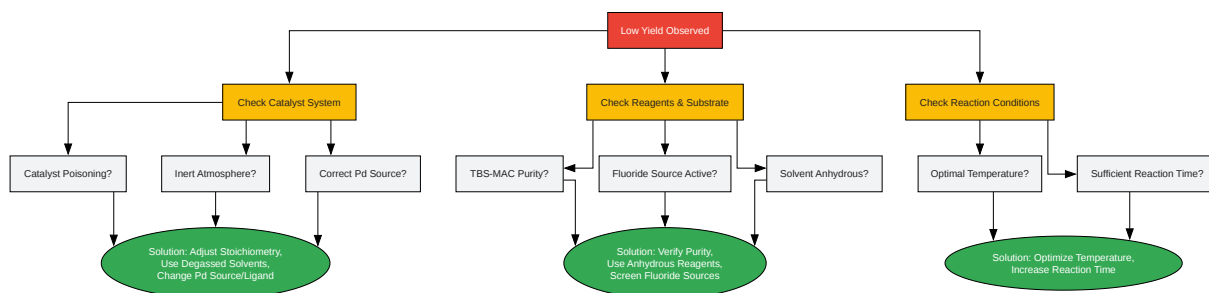 Low Yield Observed
Check Catalyst System
Check Reagents & Substrate
Check Reaction Conditions
Catalyst Poisoning?
Inert Atmosphere?
Correct Pd Source?
TBS-MAC Purity?
Fluoride Source Active?
Solvent Anhydrous?
Optimal Temperature?
Sufficient Reaction Time?
Solution: Adjust Stoichiometry,
Use Degassed Solvents,
Change Pd Source/Ligand
Solution: Verify Purity,
Use Anhydrous Reagents,
Screen Fluoride Sources
Solution: Optimize Temperature,
Increase Reaction Time